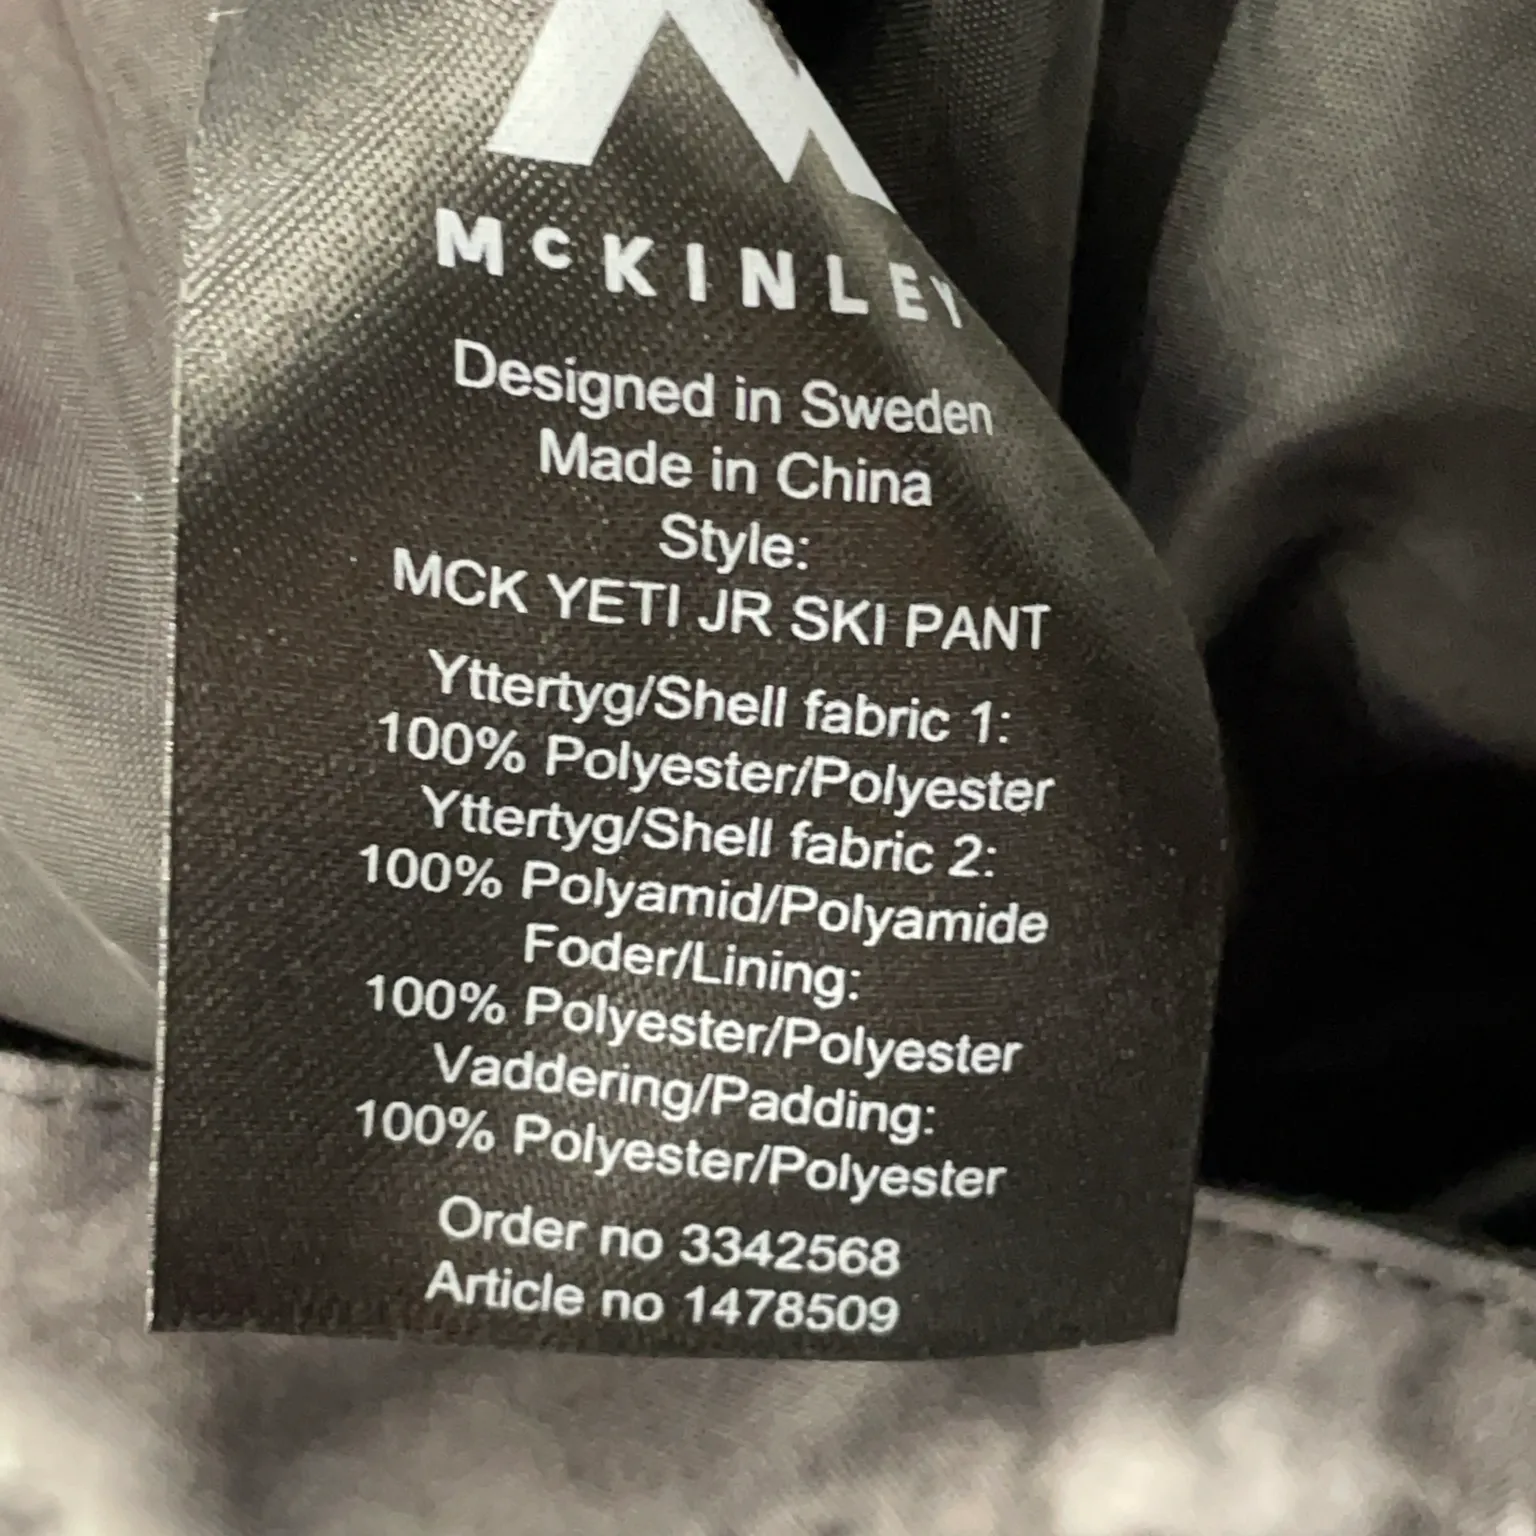 McKINLEY
Designed in Sweden
Made in China
Style:
MCK YETI JR SKI PANT
Yttertyg/Shell fabric 1:
100% Polyester/Polyester
Yttertyg/Shell fabric 2:
100% Polyamid/Polyamide
Foder/Lining:
100% Polyester/Polyester
Vaddering/Padding:
100% Polyester/Polyester
Order no 3342568
Article no 1478509